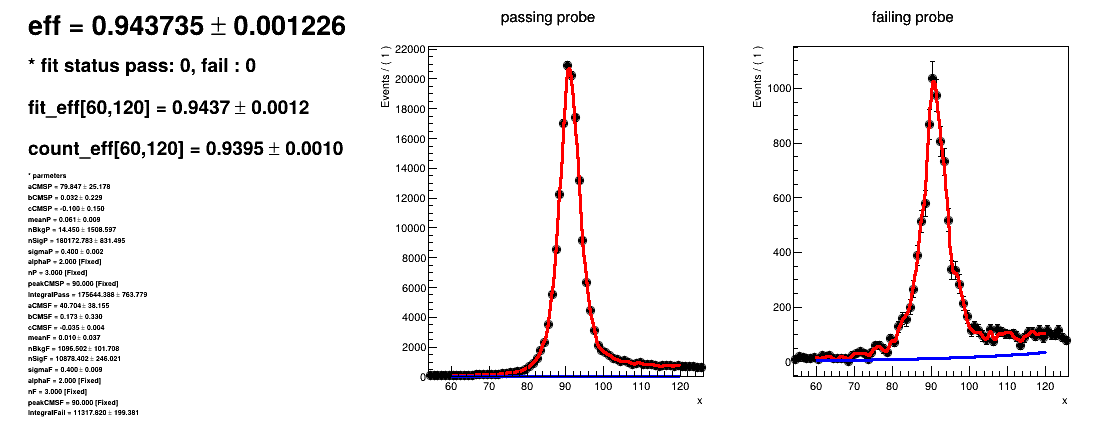 eff = 0.943735 ± 0.001226
* fit status pass: 0, fail : 0
fit_eff[60,120] = 0.9437 ± 0.0012
count_eff[60,120] = 0.9395 ± 0.0010
* parmeters
aCMSP = 79.847 ± 25.178
bCMSP = 0.032 ± 0.229
cCMSP = -0.100 ± 0.150
meanP = 0.061 ± 0.009
nBkgP = 14.450 ± 1508.597
nSigP = 180172.783 ± 831.495
sigmaP = 0.400 ± 0.002
alphaP = 2.000 [Fixed]
nP = 3.000 [Fixed]
peakCMSP = 90.000 [Fixed]
IntegralPass = 175644.388 ± 763.779
aCMSF = 40.704 ± 38.155
bCMSF = 0.173 ± 0.330
cCMSF = -0.035 ± 0.004
meanF = 0.010 ± 0.037
nBkgF = 1095.502 ± 101.708
nSigF = 10878.402 ± 246.021
sigmaF = 0.400 ± 0.009
alphaF = 2.000 [Fixed]
nF = 3.000 [Fixed]
peakCMSF = 90.000 [Fixed]
IntegralFail = 11317.820 ± 199.381
passing probe
Events / ( 1 )
22000
20000
18000
16000
14000
12000
10000
8000
6000
4000
2000
0
60 70 80 90 100 110 120
x
failing probe
Events / ( 1 )
1000
800
600
400
200
0
60 70 80 90 100 110 120
x